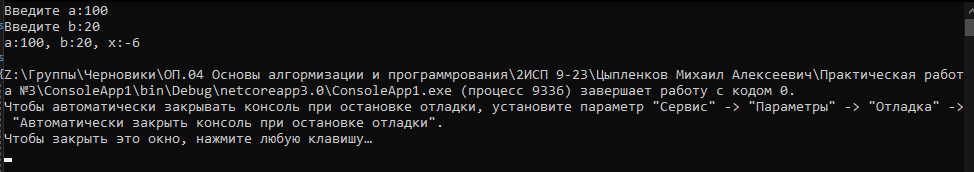 Введите a:100
Введите b:20
a:100, b:20, x:-6
Z:\Группы\Черновики\ОП.04 Основы алгормизации и программрования\2ИСП 9-23\Цыпленков Михаил Алексеевич\Практическая работ
а №3\ConsoleApp1\bin\Debug\netcoreapp3.0\ConsoleApp1.exe (процесс 9336) завершает работу с кодом 0.
Чтобы автоматически закрывать консоль при остановке отладки, установите параметр "Сервис" -> "Параметры" -> "Отладка" ->
"Автоматически закрыть консоль при остановке отладки".
Чтобы закрыть это окно, нажмите любую клавишу…